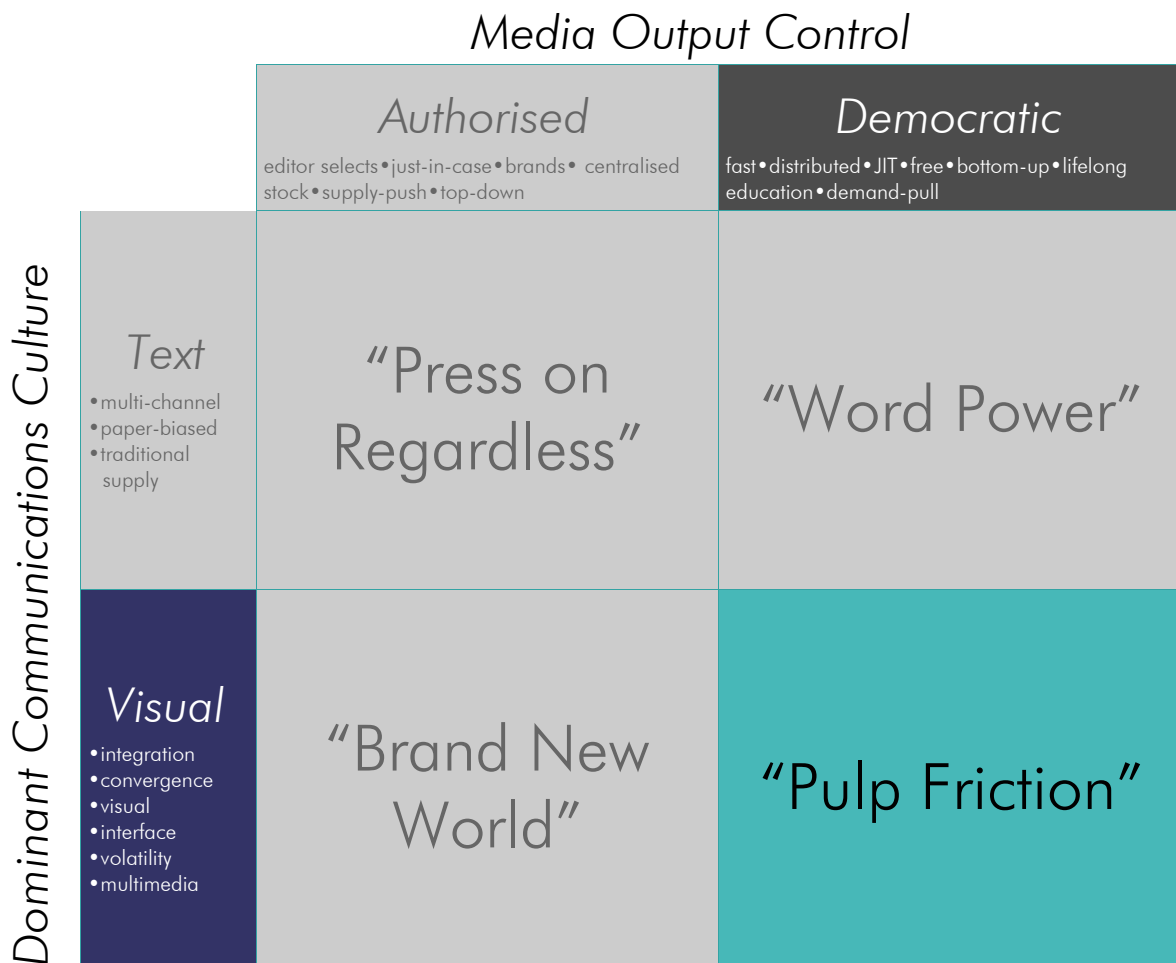 Media Output Control
Authorised
editor selects•just-in-case•brands• centralised
stock•supply-push•top-down
Democratic
fast•distributed•JIT•free•bottom-up•lifelong
education•demand-pull
Dominant Communications Culture
Text
•multi-channel
•paper-biased
•traditional
supply
“Press on
Regardless”
“Word Power”
Visual
•integration
•convergence
•visual
•interface
•volatility
•multimedia
“Brand New
World”
“Pulp Friction”